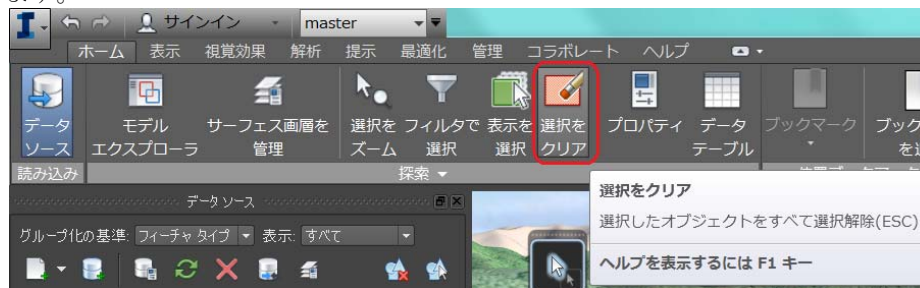 ます。
サインイン master
ホーム 表示 視覚効果 解析 提示 最適化 管理 コラボレート ヘルプ
データ
ソース
モデル
エクスプローラ
サーフェス画層を
管理
選択を
ズーム
フィルタで
選択
表示を
選択
選択を
クリア
プロパティ
データ
テーブル
ブックマーク
ブック
読み込み
探索
データ ソース
選択をクリア
選択したオブジェクトをすべて選択解除(ESC)
グループ化の基準: フィーチャ タイプ 表示: すべて
ヘルプを表示するには F1 キー